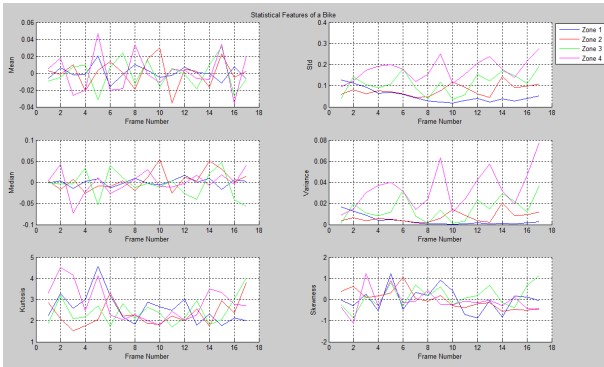 Statistical Features of a Bike
Zone 1
Zone 2
Zone 3
Zone 4
Mean
0.06
0.04
0.02
0
-0.02
-0.04
0 2 4 6 8 10 12 14 16 18
Frame Number
Std
0.4
0.3
0.2
0.1
0
0 2 4 6 8 10 12 14 16 18
Frame Number
Median
0.1
0.05
0
-0.05
-0.1
0 2 4 6 8 10 12 14 16 18
Frame Number
Variance
0.08
0.06
0.04
0.02
0
0 2 4 6 8 10 12 14 16 18
Frame Number
Kurtosis
5
4
3
2
1
0 2 4 6 8 10 12 14 16 18
Frame Number
Skewness
2
1
0
-1
-2
0 2 4 6 8 10 12 14 16 18
Frame Number